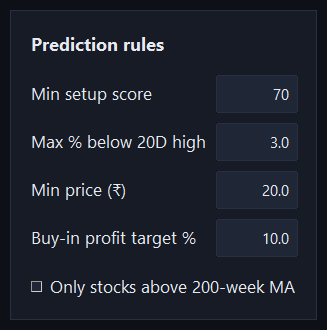 Prediction rules
Min setup score 70
Max % below 20D high 3.0
Min price (₹) 20.0
Buy-in profit target % 10.0
Only stocks above 200-week MA